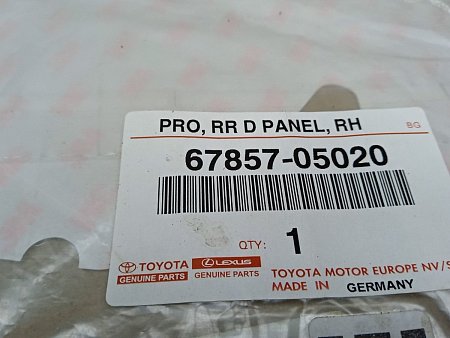 PRO, RR D PANEL, RH BG
67857-05020
QTY: 1
TOYOTA LEXUS
GENUINE PARTS GENUINE PARTS
TOYOTA MOTOR EUROPE NV/S
MADE IN GERMANY